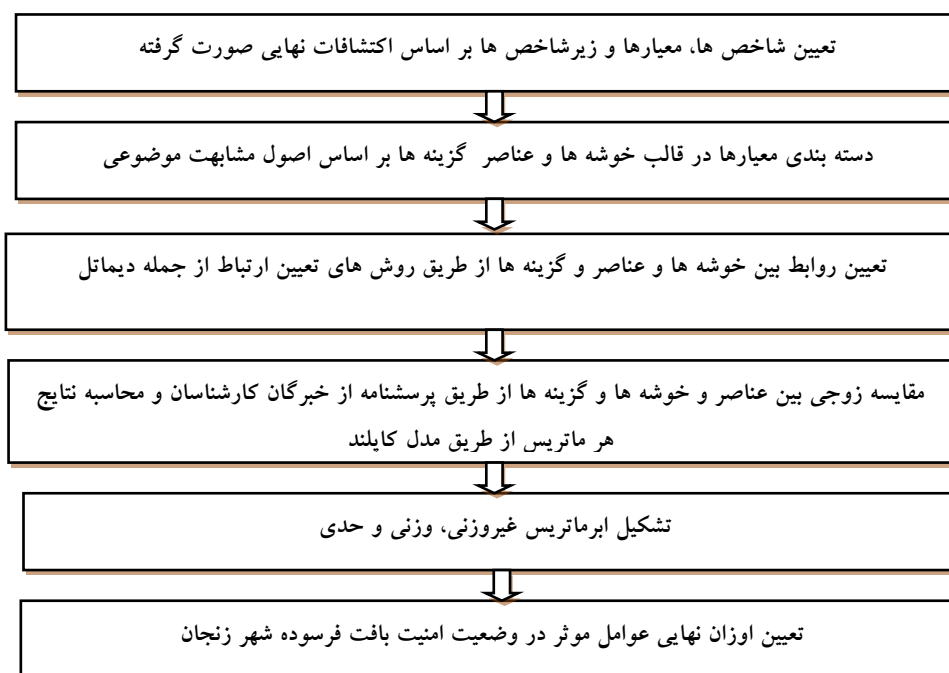 تعیین شاخص ها، معیارها و زیرشاخص ها بر اساس اکتشافات نهایی صورت گرفته
دسته بندی معیارها در قالب خوشه ها و عناصر گزینه ها بر اساس اصول مشابهت موضوعی
تعیین روابط بین خوشه ها و عناصر و گزینه ها از طریق روش های تعیین ارتباط از جمله دیماتل
مقایسه زوجی بین عناصر و خوشه ها و گزینه ها از طریق پرسشنامه از خبرگان کارشناسان و محاسبه نتایج
هر ماتریس از طریق مدل کاپلند
تشکیل ابرماتریس غیروزنی، وزنی و حدی
تعیین اوزان نهایی عوامل موثر در وضعیت امنیت بافت فرسوده شهر زنجان